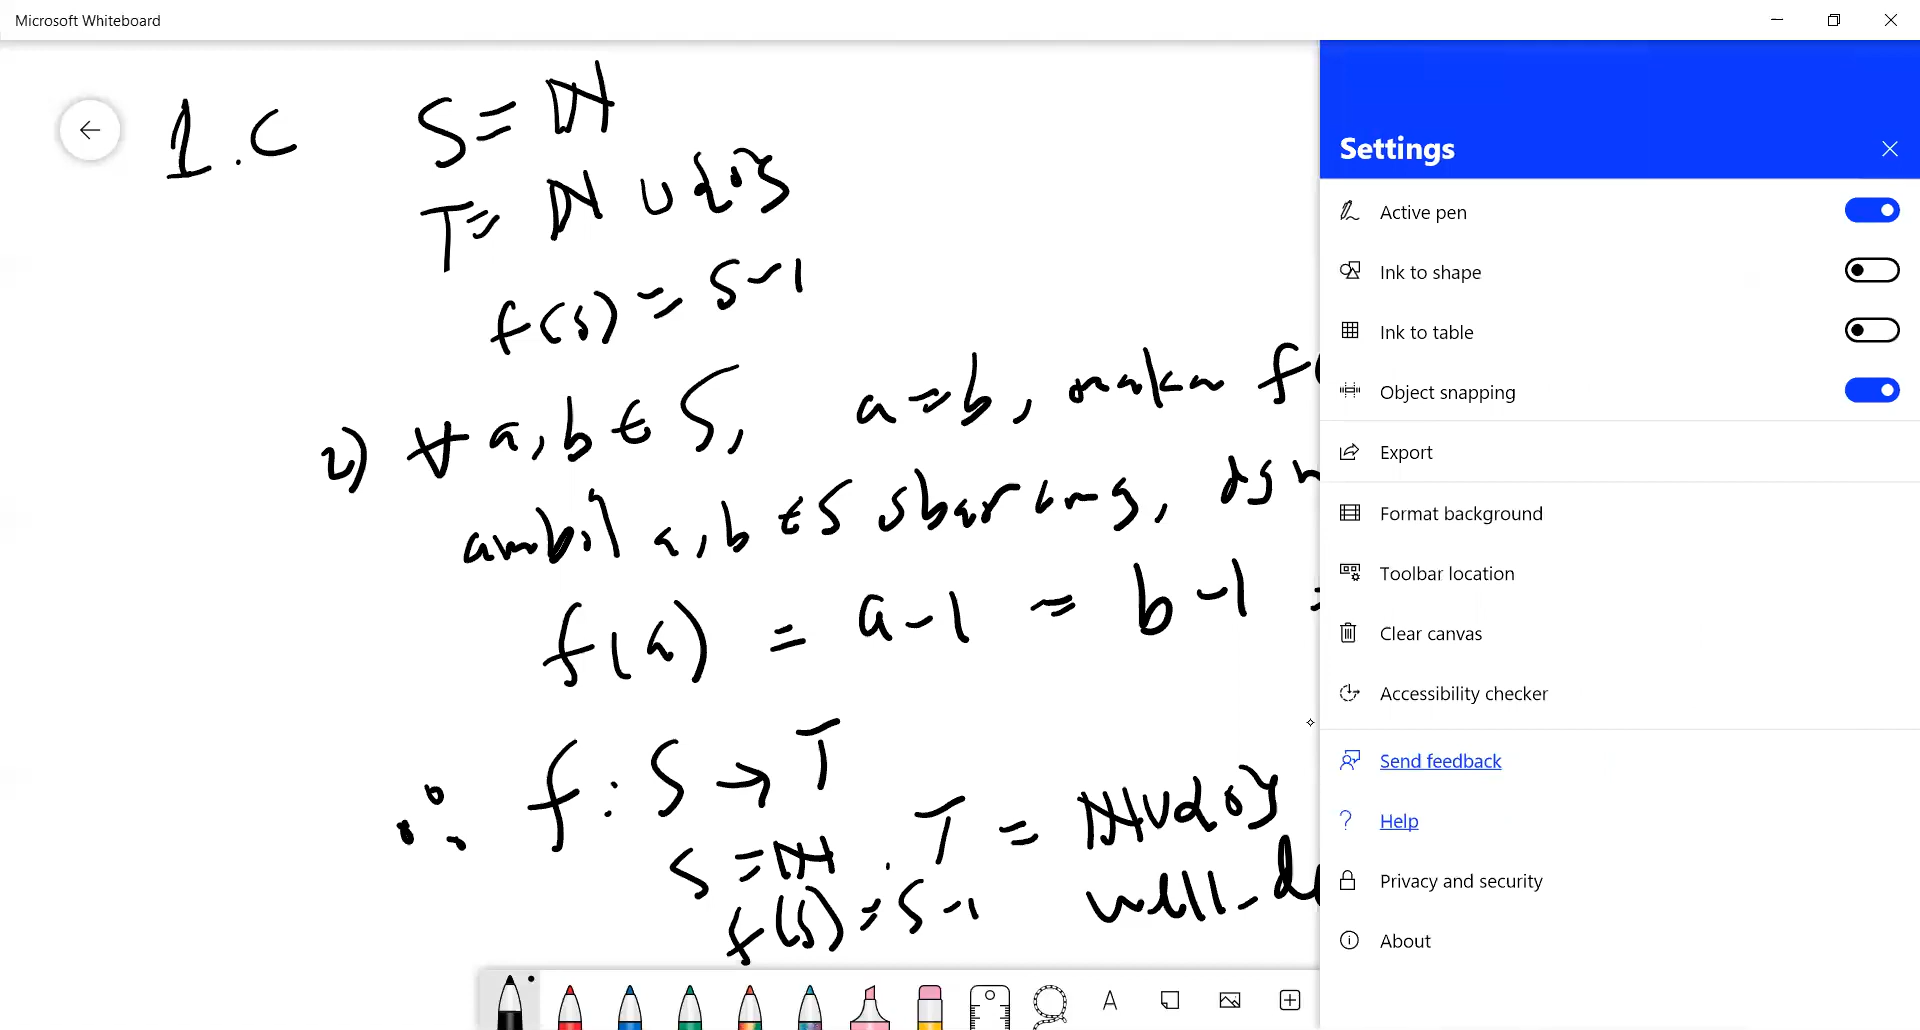 Microsoft Whiteboard
1.c S = ℕ
T = ℕ ∪ {0}
f(s) = s-1
2) ∀ a, b ∈ S, a = b, maka f(
ambil a, b ∈ S sbarang,
f(a) = a-1 = b-1 =
∴ f : S → T
S = ℕ . T = ℕ ∪ {0}
f(s) = s-1 well-de
Settings
Active pen
Ink to shape
Ink to table
Object snapping
Export
Format background
Toolbar location
Clear canvas
Accessibility checker
Send feedback
Help
Privacy and security
About